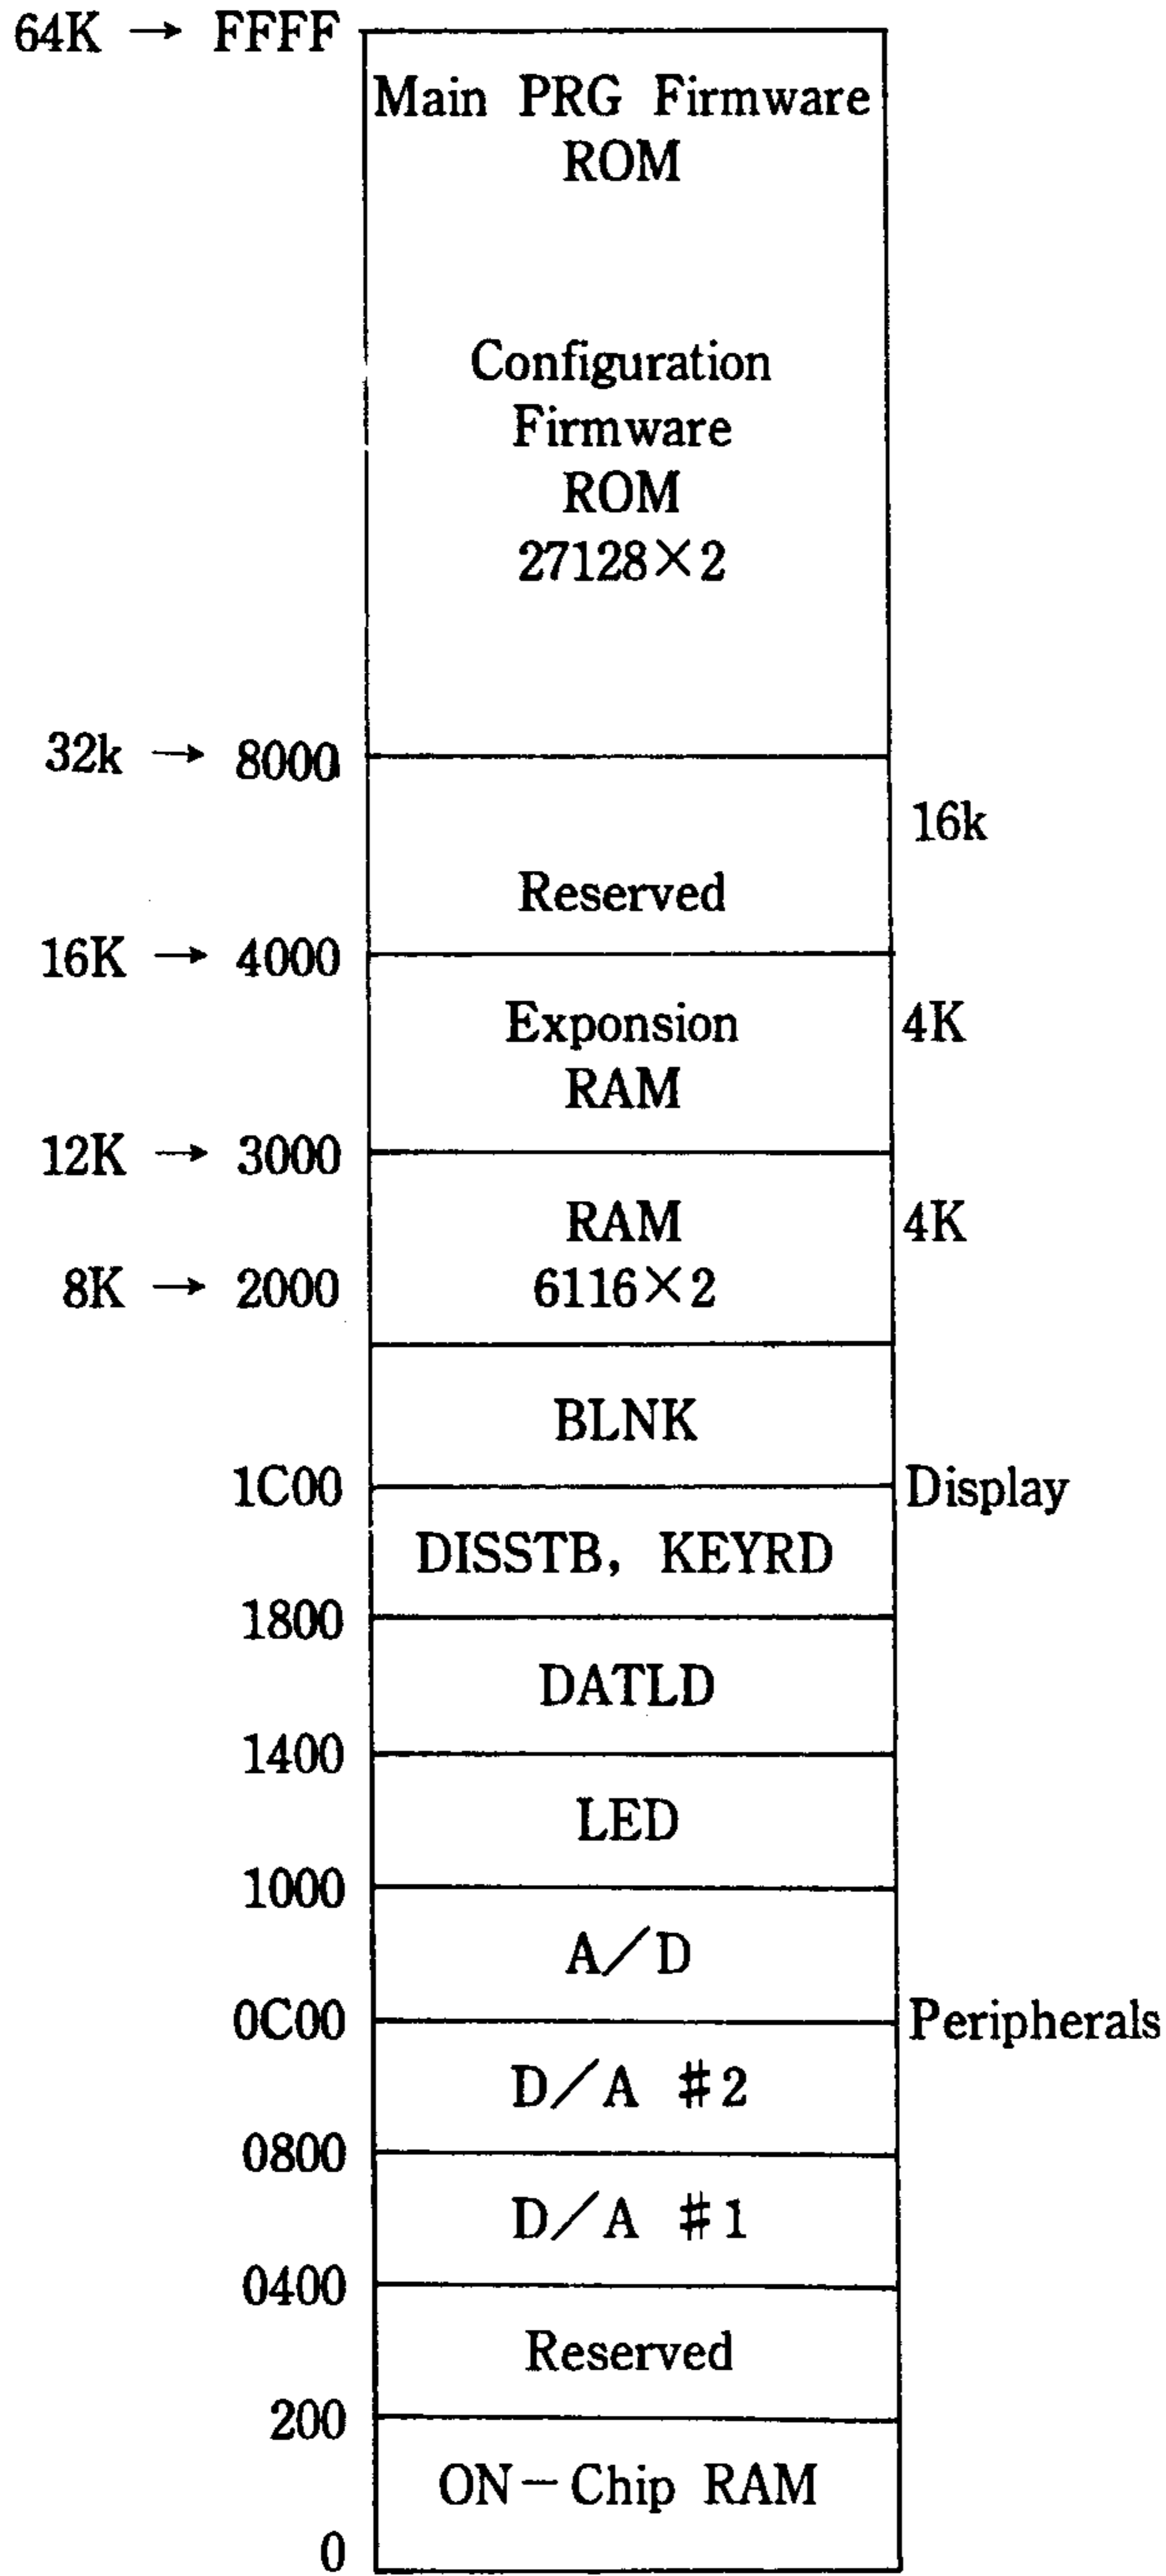 64K → FFFF
Main PRG Firmware
ROM
Configuration
Firmware
ROM
27128×2
32k → 8000
16k
Reserved
16K → 4000
Exponsion
RAM
4K
12K → 3000
RAM
4K
8K → 2000
6116×2
BLNK
1C00
Display
DISSTB, KEYRD
1800
DATLD
1400
LED
1000
A/D
0C00
Peripherals
D/A #2
0800
D/A #1
0400
Reserved
200
ON-Chip RAM
0